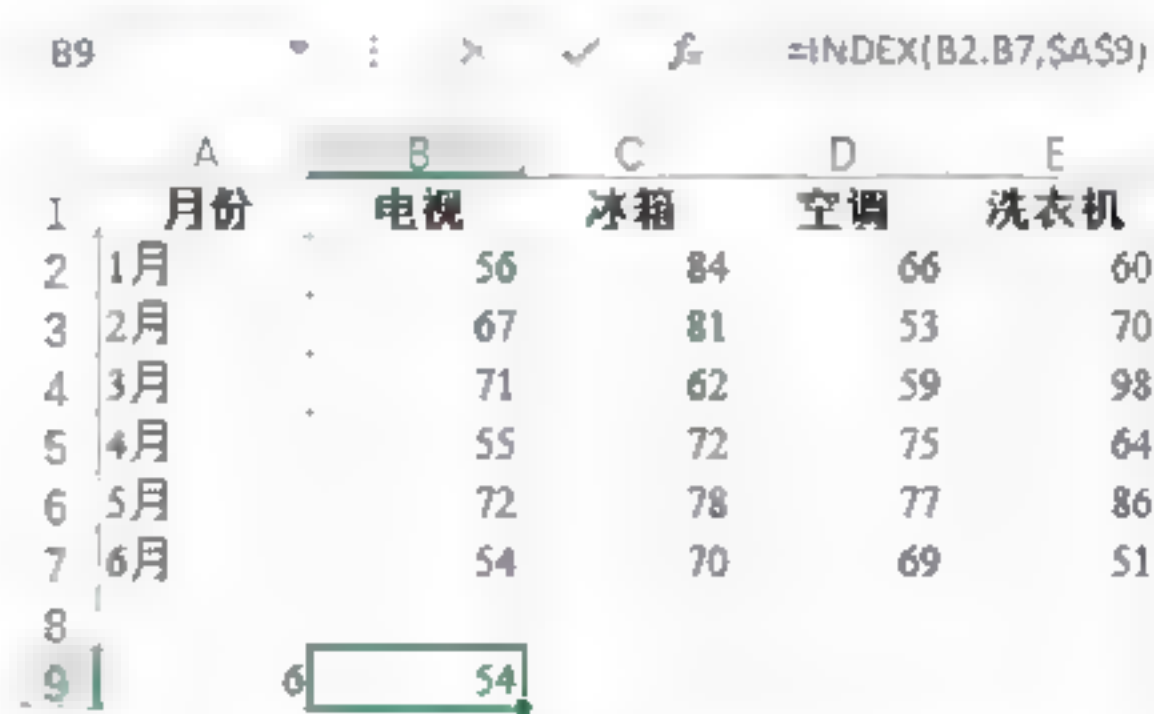 B9 fx =INDEX(B2:B7,$A$9)
A B C D E
1 月份 电视 冰箱 空调 洗衣机
2 1月 56 84 66 60
3 2月 67 81 53 70
4 3月 71 62 59 98
5 4月 55 72 75 64
6 5月 72 78 77 86
7 6月 54 70 69 51
8
9 6 54